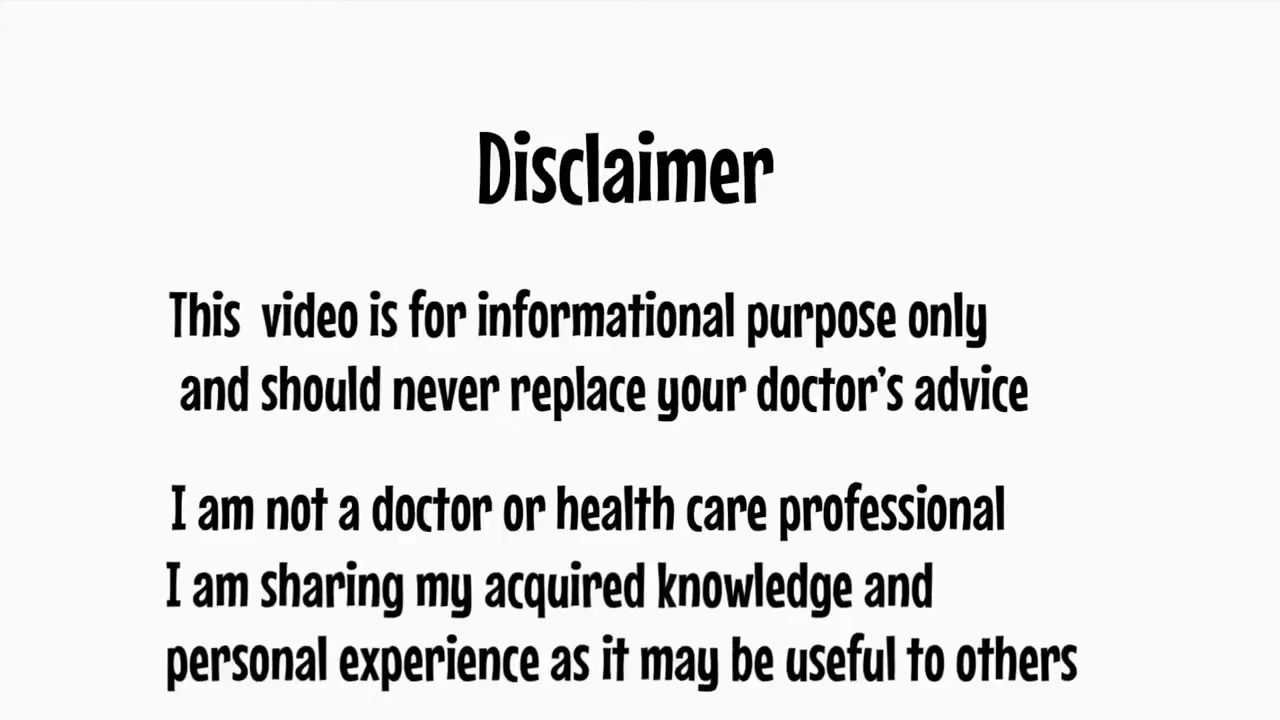 Disclaimer
This video is for informational purpose only
and should never replace your doctor's advice
I am not a doctor or health care professional
I am sharing my acquired knowledge and
personal experience as it may be useful to others